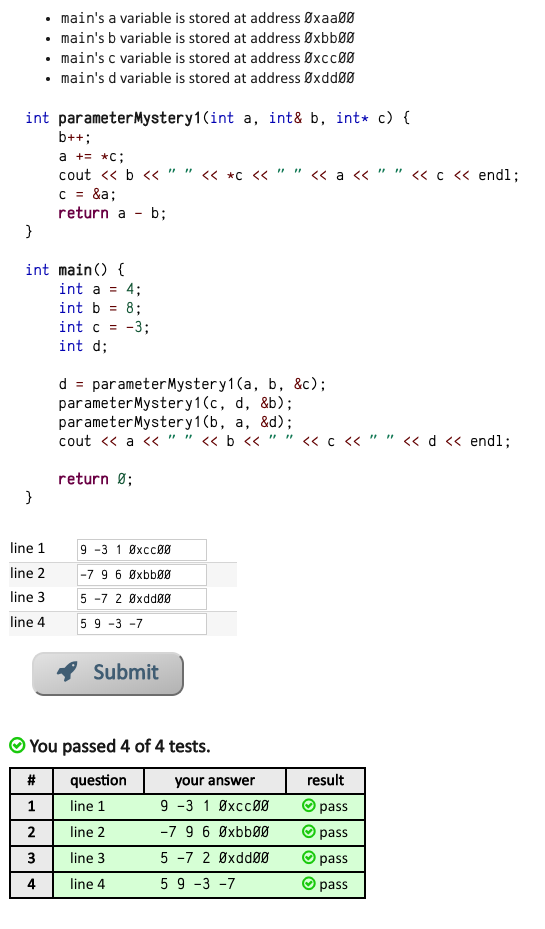 • main's a variable is stored at address 0xaa00
• main's b variable is stored at address 0xbb00
• main's c variable is stored at address 0xcc00
• main's d variable is stored at address 0xdd00
int parameterMystery1(int a, int& b, int* c) {
    b++;
    a += *c;
    cout << b << " " << *c << " " << a << " " << c << endl;
    c = &a;
    return a - b;
}
int main() {
    int a = 4;
    int b = 8;
    int c = -3;
    int d;
    d = parameterMystery1(a, b, &c);
    parameterMystery1(c, d, &b);
    parameterMystery1(b, a, &d);
    cout << a << " " << b << " " << c << " " << d << endl;
    return 0;
}
line 1 9 -3 1 0xcc00
line 2 -7 9 6 0xbb00
line 3 5 -7 2 0xdd00
line 4 5 9 -3 -7
Submit
You passed 4 of 4 tests.
# question your answer result
1 line 1 9 -3 1 0xcc00 pass
2 line 2 -7 9 6 0xbb00 pass
3 line 3 5 -7 2 0xdd00 pass
4 line 4 5 9 -3 -7 pass